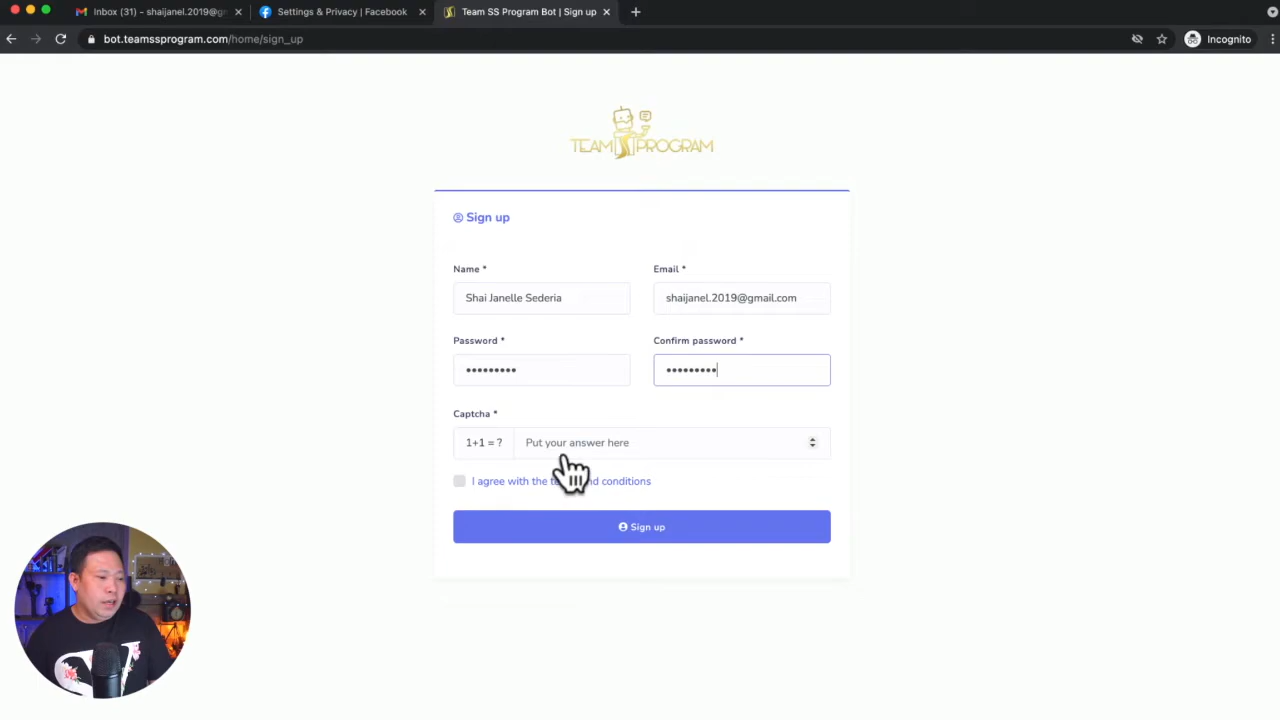 Inbox (31) - shaijanel.2019@gm
Settings & Privacy | Facebook
Team SS Program Bot | Sign up
bot.teamssprogram.com/home/sign_up
Incognito
TEAM PROGRAM
Sign up
Name *
Email *
Shai Janelle Sederia
shaijanel.2019@gmail.com
Password *
Confirm password *
•••••••••
•••••••••
Captcha *
1+1 = ?
Put your answer here
I agree with the te nd conditions
Sign up